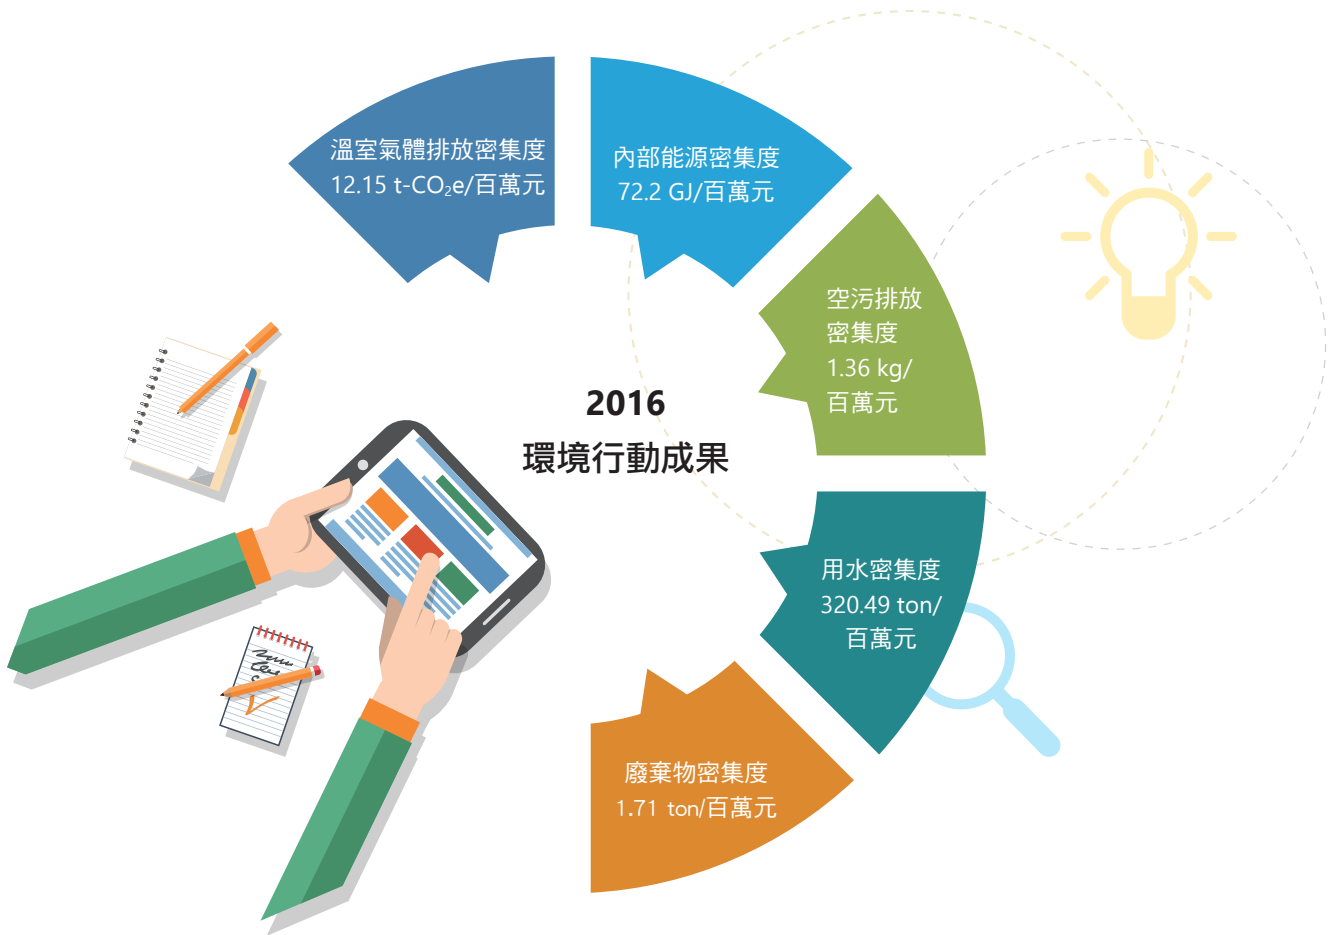 溫室氣體排放密集度
12.15 t-CO₂e/百萬元
內部能源密集度
72.2 GJ/百萬元
空污排放
密集度
1.36 kg/
百萬元
2016
環境行動成果
用水密集度
320.49 ton/
百萬元
廢棄物密集度
1.71 ton/百萬元